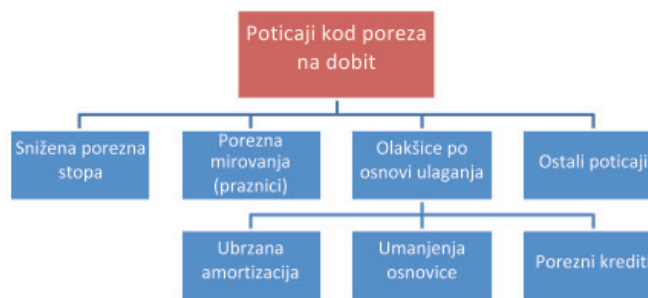 Poticaji kod poreza
na dobit
Snižena porezna
stopa
Porezna
mirovanja
(praznici)
Olakšice po
osnovi ulaganja
Ostali poticaji
Ubrzana
amortizacija
Umanjenja
osnovice
Porezni krediti